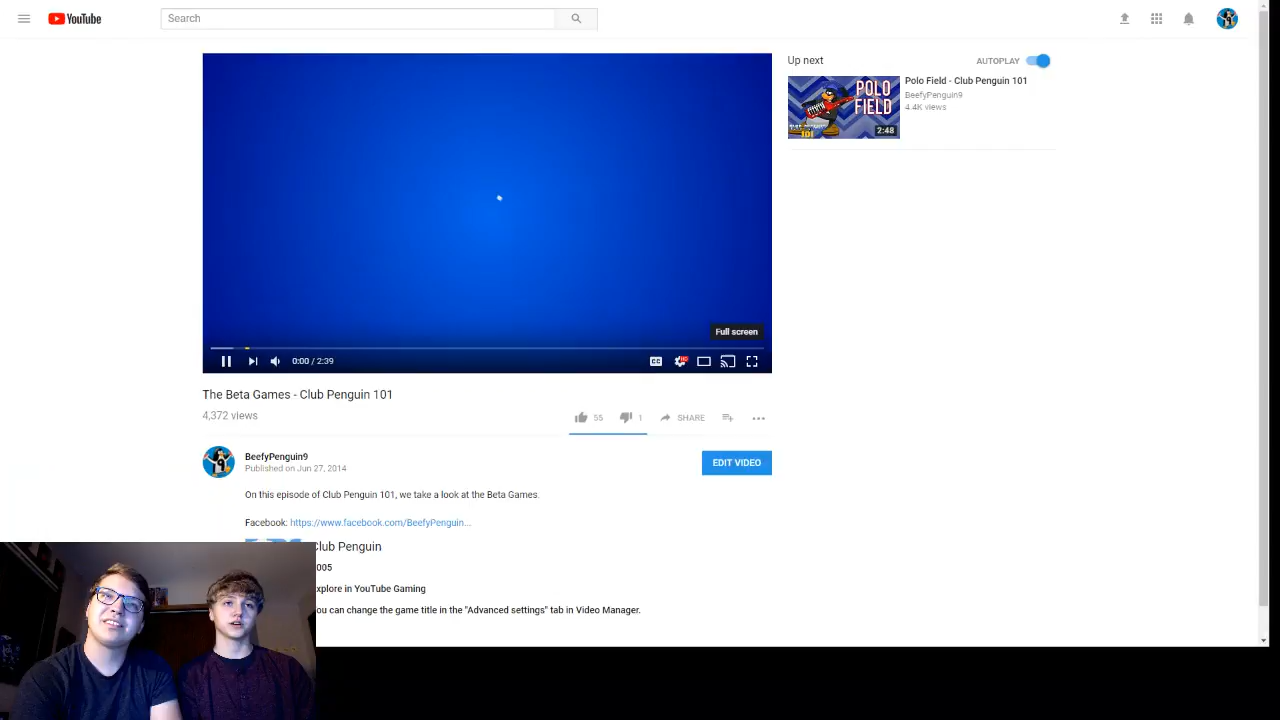 YouTube
Search
Full screen
0:00 / 2:39
CC
HD
The Beta Games - Club Penguin 101
4,372 views
55
1
SHARE
BeefyPenguin9
Published on Jun 27, 2014
EDIT VIDEO
On this episode of Club Penguin 101, we take a look at the Beta Games.
Facebook: https://www.facebook.com/BeefyPenguin...
Club Penguin
005
xplore in YouTube Gaming
ou can change the game title in the "Advanced settings" tab in Video Manager.
Up next
AUTOPLAY
POLO
FIELD
101
2:48
Polo Field - Club Penguin 101
BeefyPenguin9
4.4K views